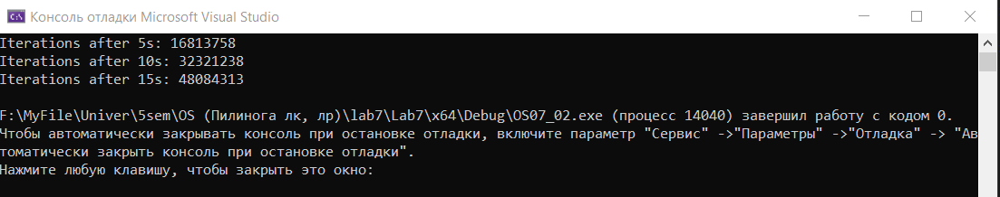 Консоль отладки Microsoft Visual Studio
Iterations after 5s: 16813758
Iterations after 10s: 32321238
Iterations after 15s: 48084313
F:\MyFile\Univer\5sem\OS (Пилинога лк, лр)\lab7\Lab7\x64\Debug\OS07_02.exe (процесс 14040) завершил работу с кодом 0.
Чтобы автоматически закрывать консоль при остановке отладки, включите параметр "Сервис" ->"Параметры" ->"Отладка" -> "Ав
томатически закрыть консоль при остановке отладки".
Нажмите любую клавишу, чтобы закрыть это окно: